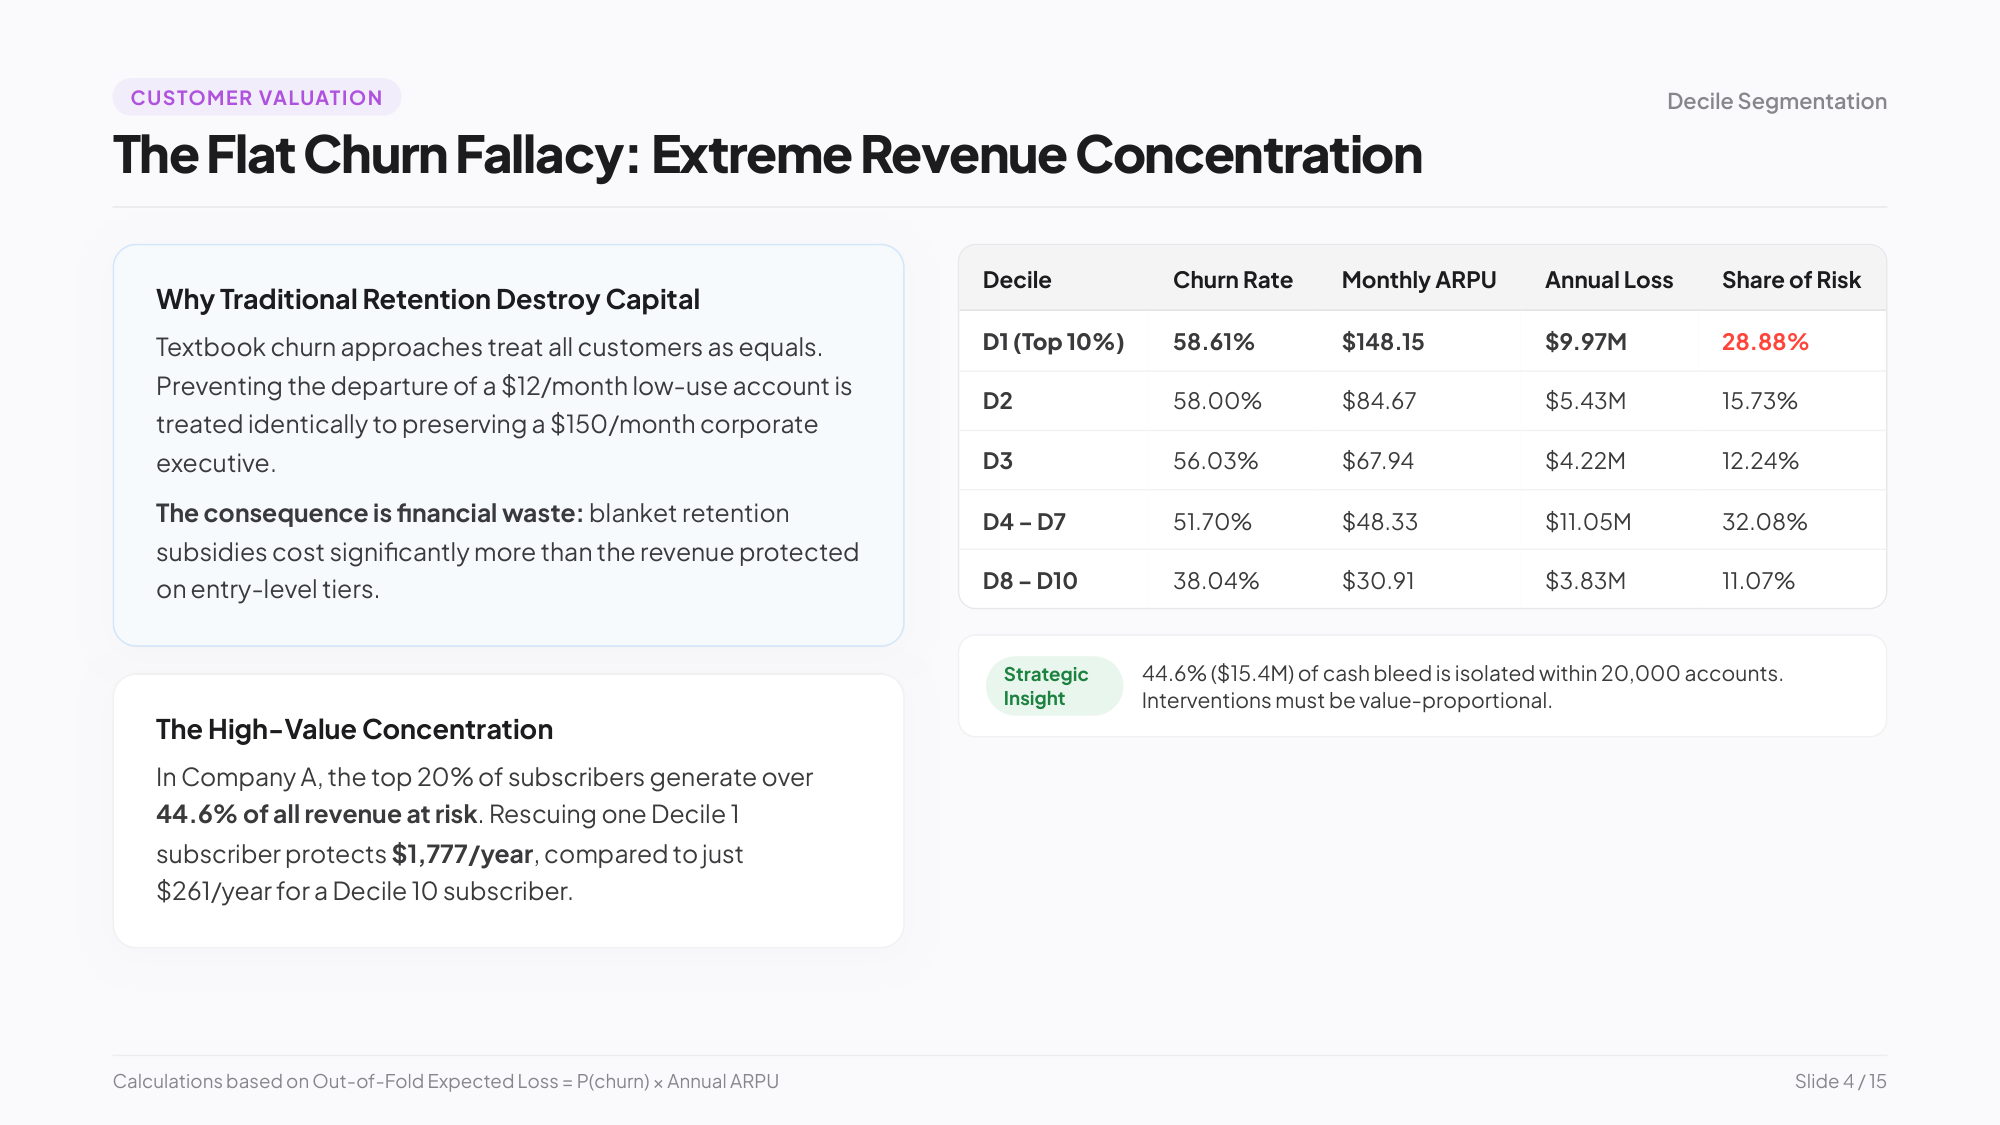 CUSTOMER VALUATION
Decile Segmentation
The Flat Churn Fallacy: Extreme Revenue Concentration
Why Traditional Retention Destroy Capital
Textbook churn approaches treat all customers as equals.
Preventing the departure of a $12/month low-use account is
treated identically to preserving a $150/month corporate
executive.
The consequence is financial waste: blanket retention
subsidies cost significantly more than the revenue protected
on entry-level tiers.
The High-Value Concentration
In Company A, the top 20% of subscribers generate over
44.6% of all revenue at risk. Rescuing one Decile 1
subscriber protects $1,777/year, compared to just
$261/year for a Decile 10 subscriber.
Decile Churn Rate Monthly ARPU Annual Loss Share of Risk
D1 (Top 10%) 58.61% $148.15 $9.97M 28.88%
D2 58.00% $84.67 $5.43M 15.73%
D3 56.03% $67.94 $4.22M 12.24%
D4 – D7 51.70% $48.33 $11.05M 32.08%
D8 – D10 38.04% $30.91 $3.83M 11.07%
Strategic
Insight
44.6% ($15.4M) of cash bleed is isolated within 20,000 accounts.
Interventions must be value-proportional.
Calculations based on Out-of-Fold Expected Loss = P(churn) × Annual ARPU
Slide 4 / 15